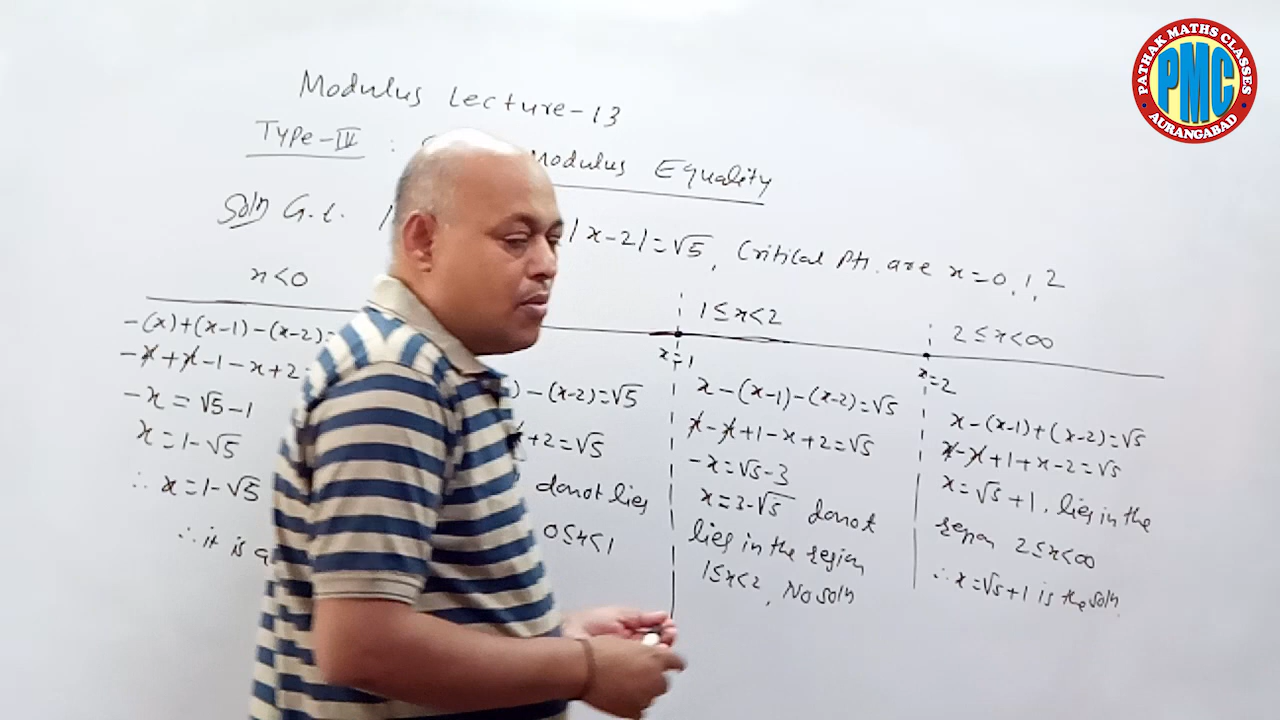 Modulus Lecture-13
Type-IV : Modulus Equality
Soln G.E. |x-2|=√5, Critical Pti. are x=0,1,2
x<0
-(x)+(x-1)-(x-2)=
-x+x-1-x+2=
-x=√5-1
x=1-√5
∴ x=1-√5
∴ it is a
)-(x-2)=√5
+2=√5
donot lies
0≤x<1
1≤x<2
x=1
x-(x-1)-(x-2)=√5
x-x+1-x+2=√5
-x=√5-3
x=3-√5 donot
lies in the region
1≤x<2, No soln
2≤x<∞
x=2
x-(x-1)+(x-2)=√5
x-x+1+x-2=√5
x=√5+1, lies in the
region 2≤x<∞
∴ x=√5+1 is the soln.
PATHAK MATHS CLASSES
PMC
AURANGABAD